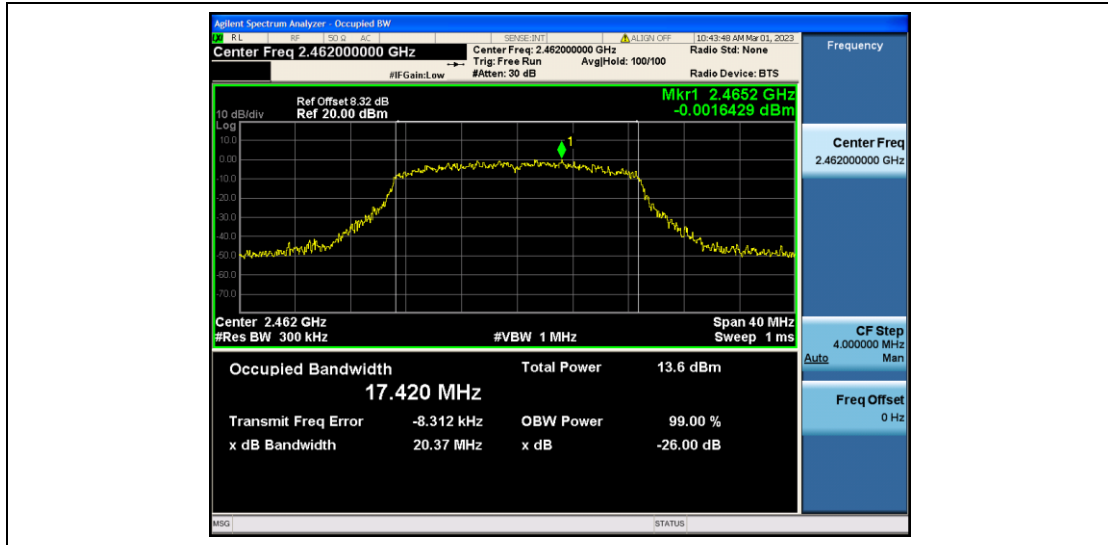 Agilent Spectrum Analyzer - Occupied BW
RL RF 50 Ω AC SENSE:INT ALIGN OFF 10:43:48 AM Mar 01, 2023
Center Freq 2.462000000 GHz Center Freq: 2.462000000 GHz Radio Std: None Frequency
Trig: Free Run Avg|Hold: 100/100
#IFGain:Low #Atten: 30 dB Radio Device: BTS
Ref Offset 8.32 dB Mkr1 2.4652 GHz
10 dB/div Ref 20.00 dBm -0.0016429 dBm
Log
10.0
1
0.00
-10.0
-20.0
-30.0
-40.0
-50.0
-60.0
-70.0
Center Freq
2.462000000 GHz
Center 2.462 GHz Span 40 MHz
#Res BW 300 kHz #VBW 1 MHz Sweep 1 ms
CF Step
4.000000 MHz
Auto Man
Occupied Bandwidth Total Power 13.6 dBm
17.420 MHz
Freq Offset
0 Hz
Transmit Freq Error -8.312 kHz OBW Power 99.00 %
x dB Bandwidth 20.37 MHz x dB -26.00 dB
MSG STATUS